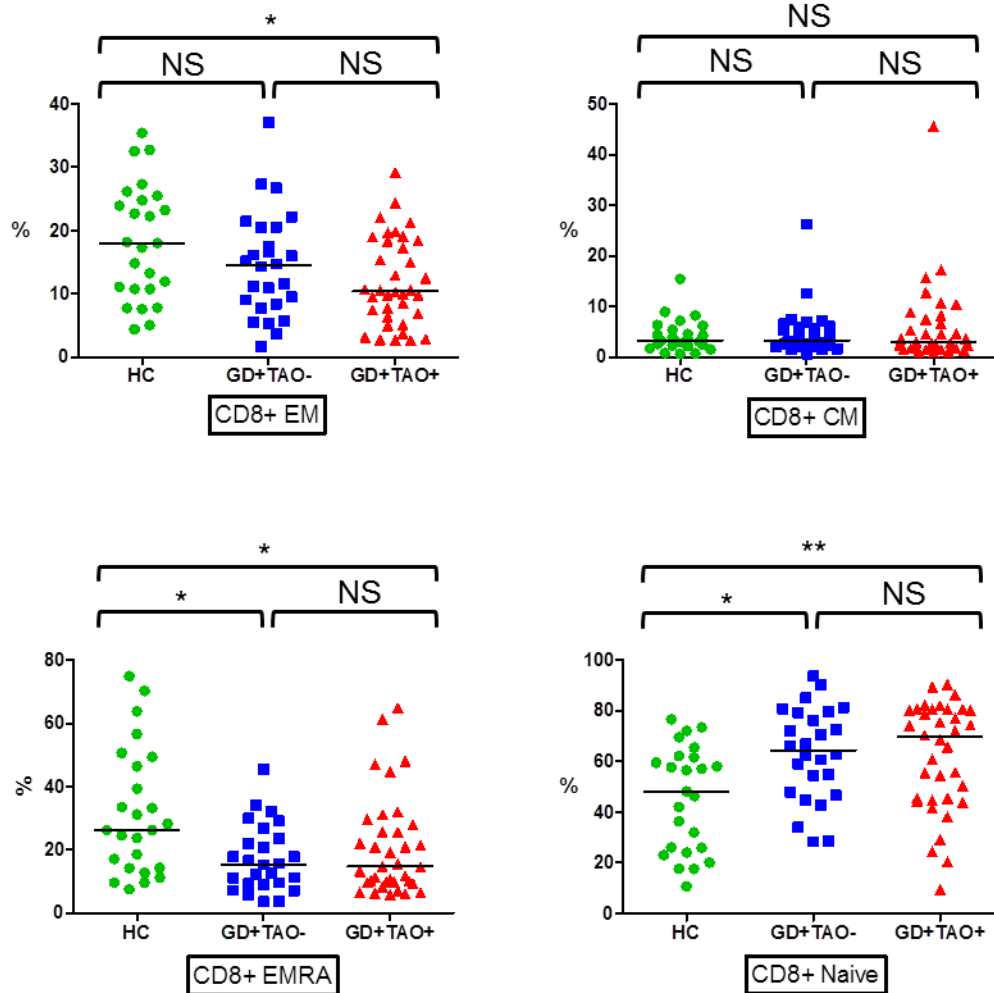 *
NS NS
40
30
20
10
0
%
HC GD+TAO- GD+TAO+
CD8+ EM
NS
NS NS
50
40
30
20
10
0
%
HC GD+TAO- GD+TAO+
CD8+ CM
*
* NS
80
60
40
20
0
%
HC GD+TAO- GD+TAO+
CD8+ EMRA
**
* NS
100
80
60
40
20
0
%
HC GD+TAO- GD+TAO+
CD8+ Naive